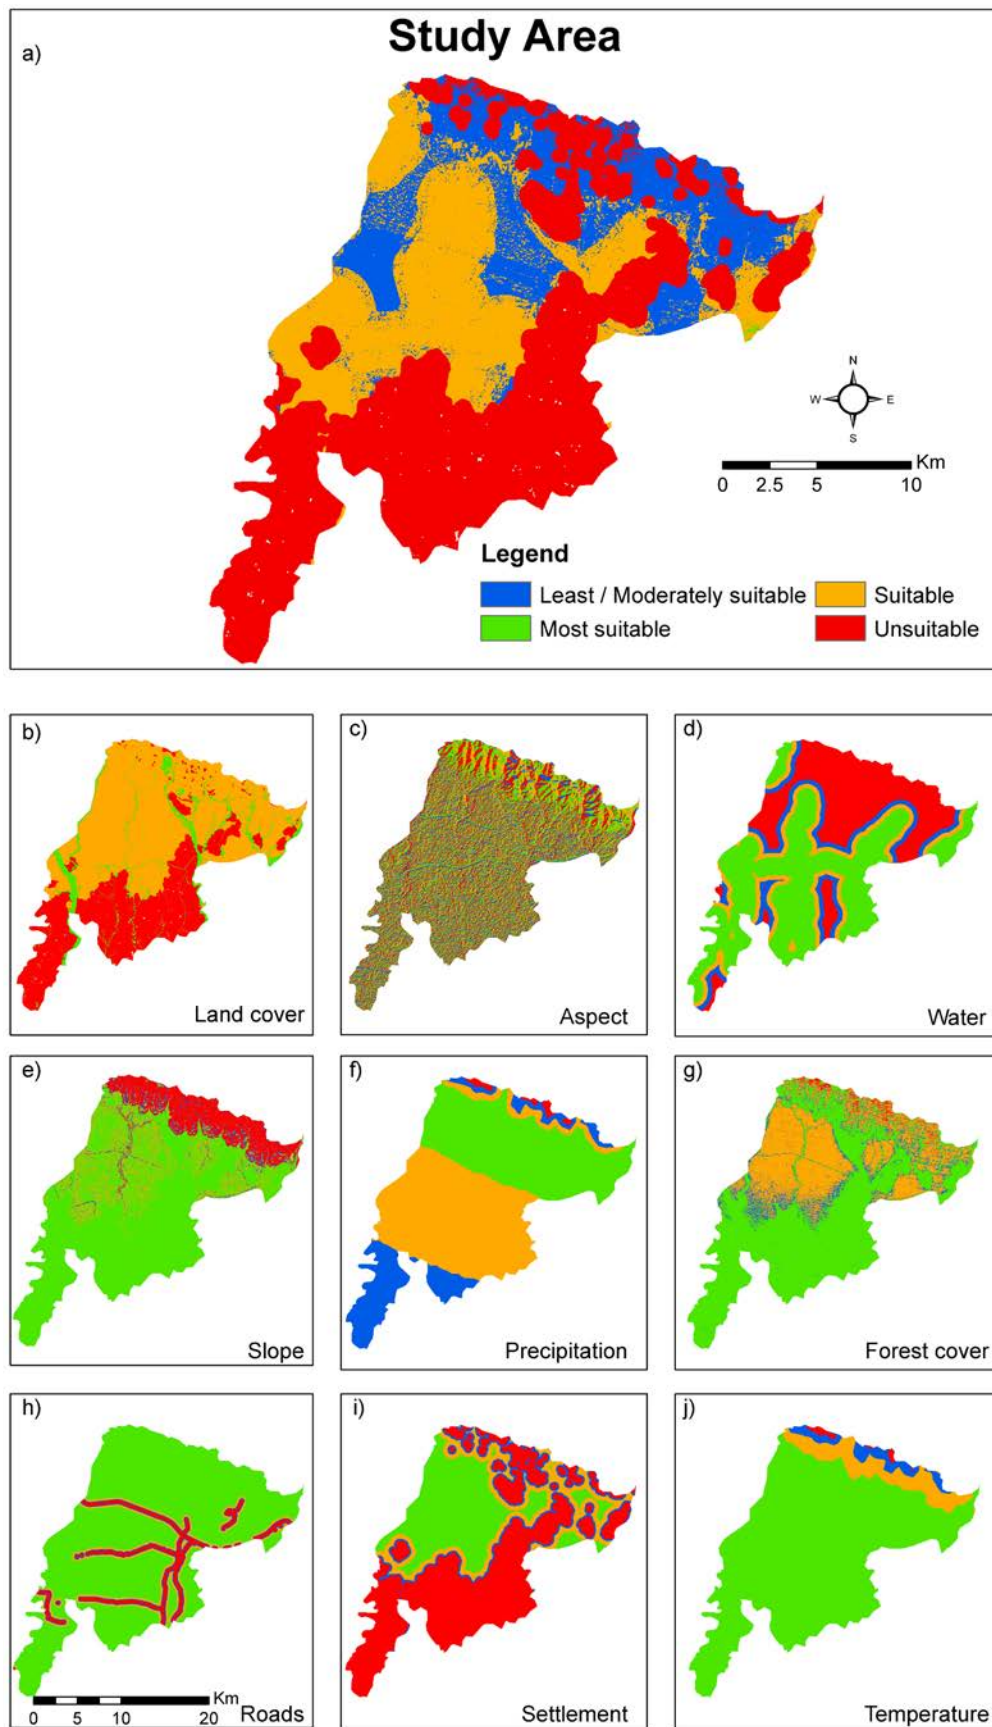 Study Area
a)
N
W E
S
Km
0 2.5 5 10
Legend
Least / Moderately suitable Suitable
Most suitable Unsuitable
b) c) d)
Land cover Aspect Water
e) f) g)
Slope Precipitation Forest cover
h) i) j)
Km
0 5 10 20
Roads Settlement Temperature